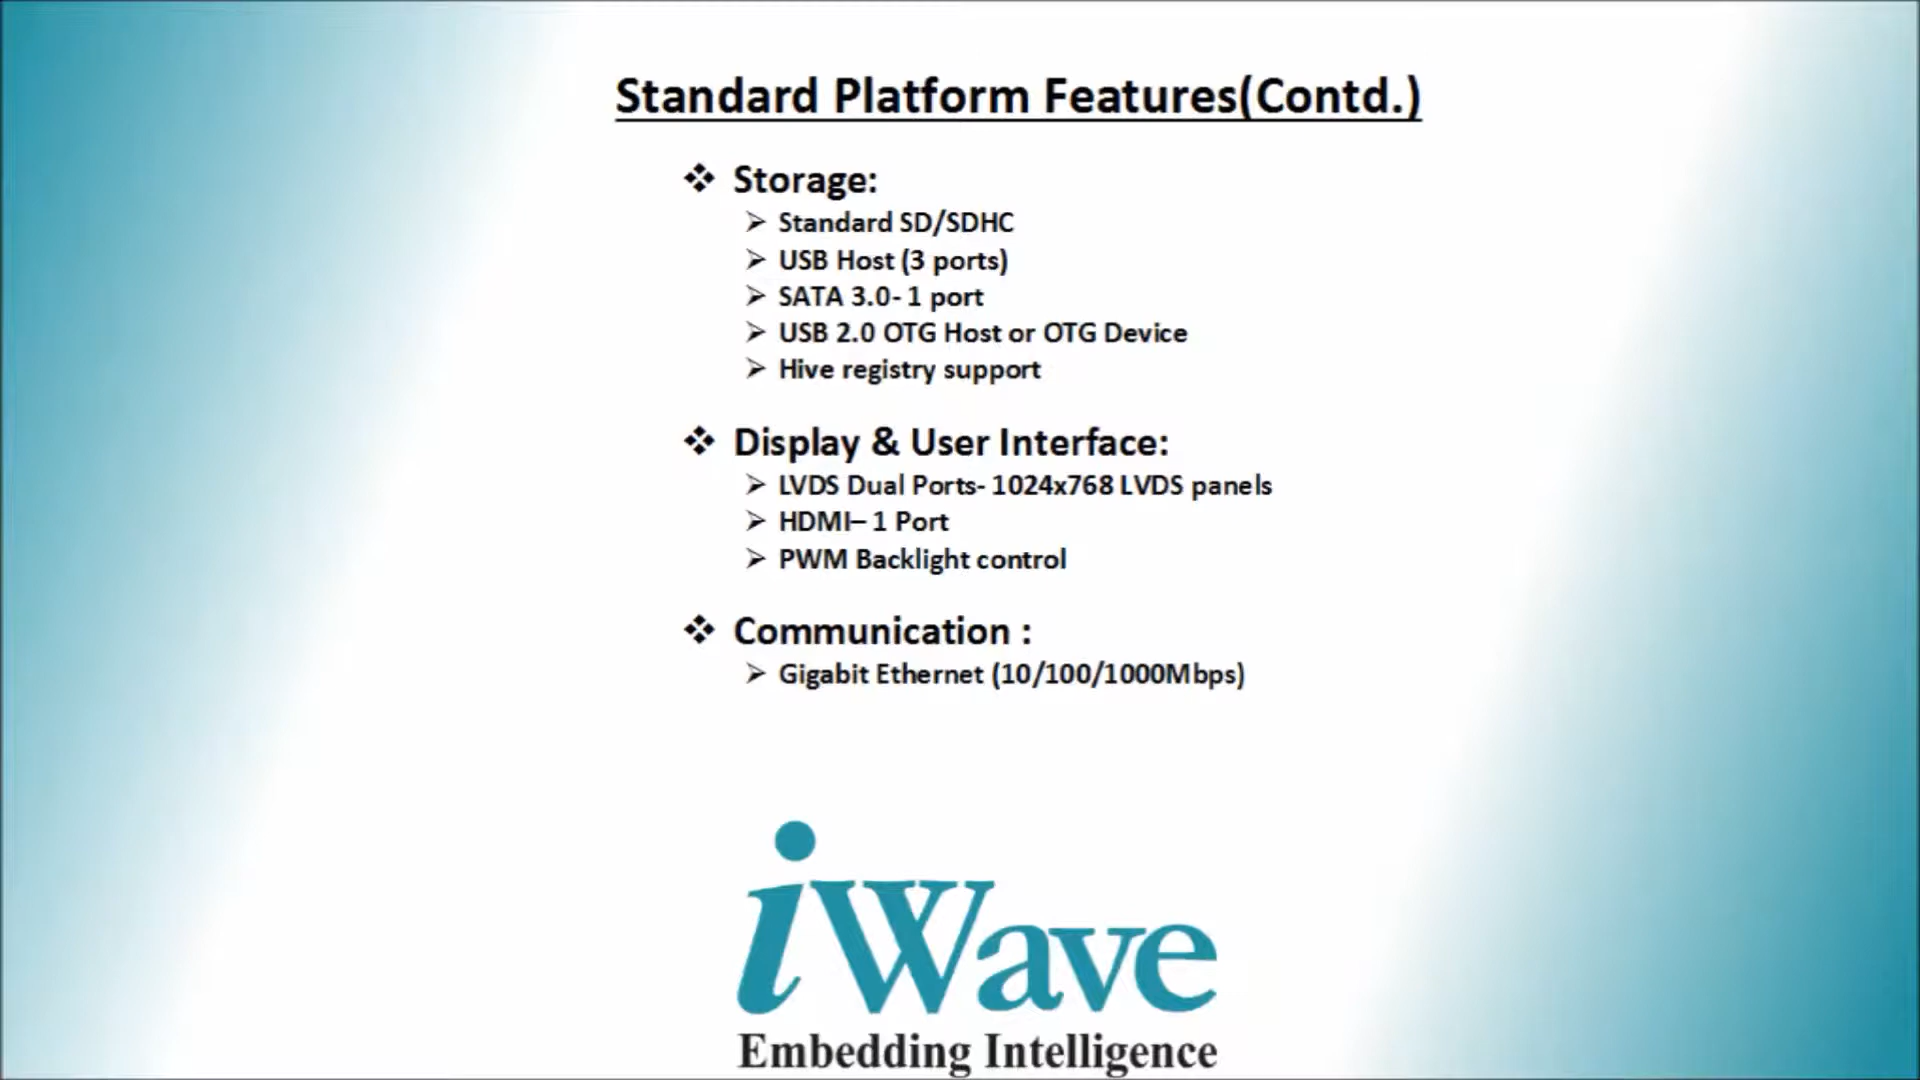 Standard Platform Features(Contd.)
Storage:
Standard SD/SDHC
USB Host (3 ports)
SATA 3.0- 1 port
USB 2.0 OTG Host or OTG Device
Hive registry support
Display & User Interface:
LVDS Dual Ports- 1024x768 LVDS panels
HDMI– 1 Port
PWM Backlight control
Communication :
Gigabit Ethernet (10/100/1000Mbps)
iWave
Embedding Intelligence